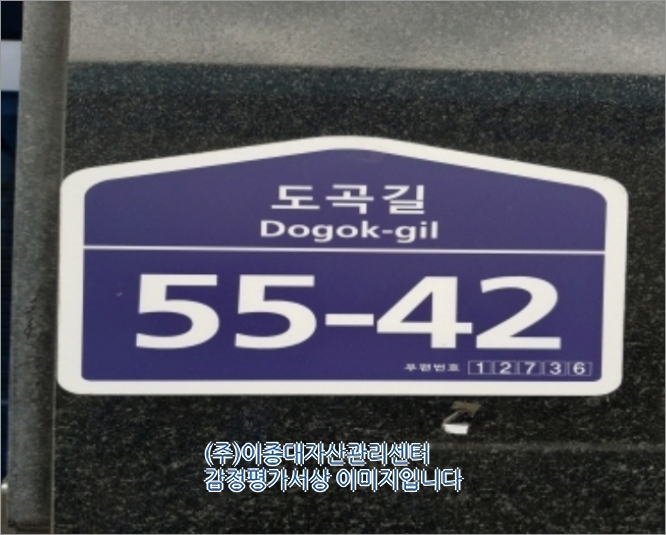 도곡길
Dogok-gil
55-42
우편번호 12736
(주)이종대자산관리센터
감정평가서상 이미지입니다